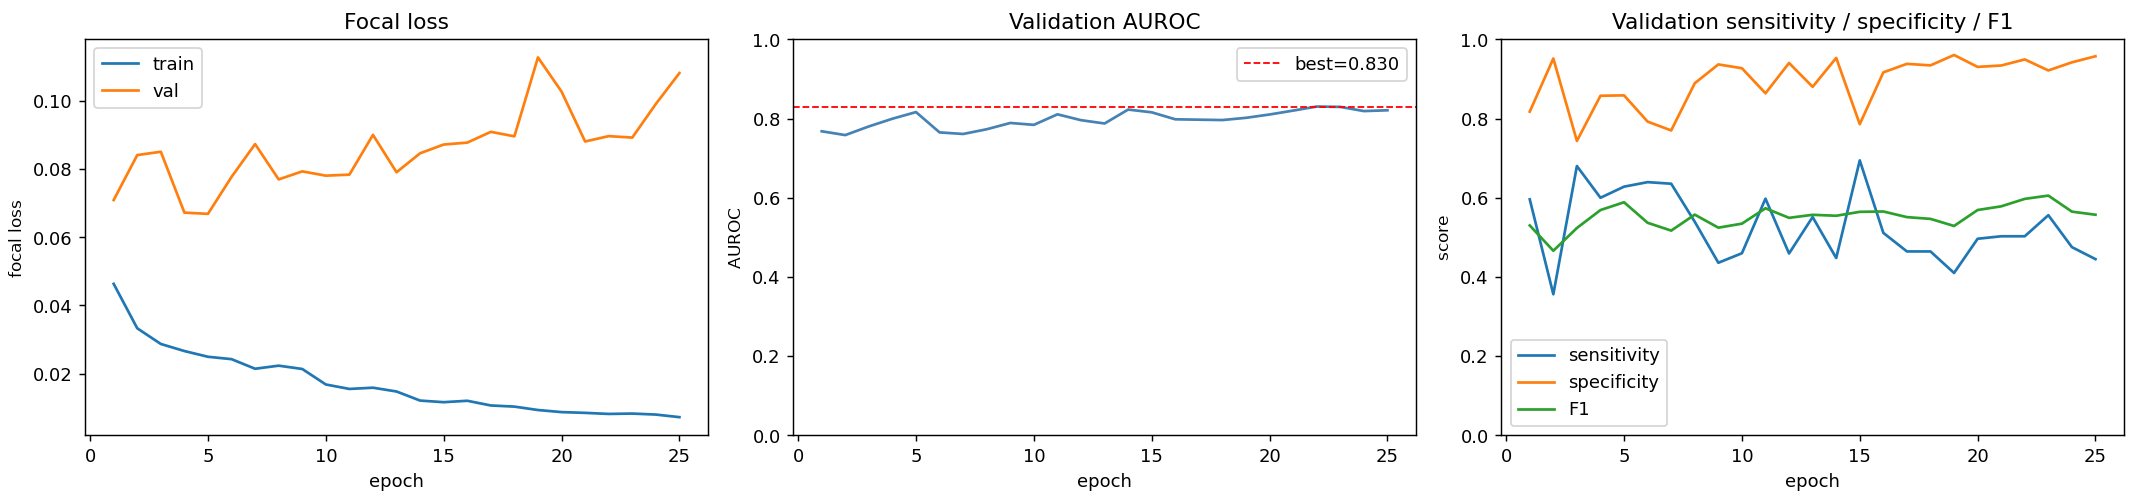 Focal loss
train
val
0.10
0.08
0.06
0.04
0.02
focal loss
0 5 10 15 20 25
epoch
Validation AUROC
best=0.830
1.0
0.8
0.6
0.4
0.2
0.0
AUROC
0 5 10 15 20 25
epoch
Validation sensitivity / specificity / F1
1.0
0.8
0.6
0.4
0.2
0.0
score
sensitivity
specificity
F1
0 5 10 15 20 25
epoch